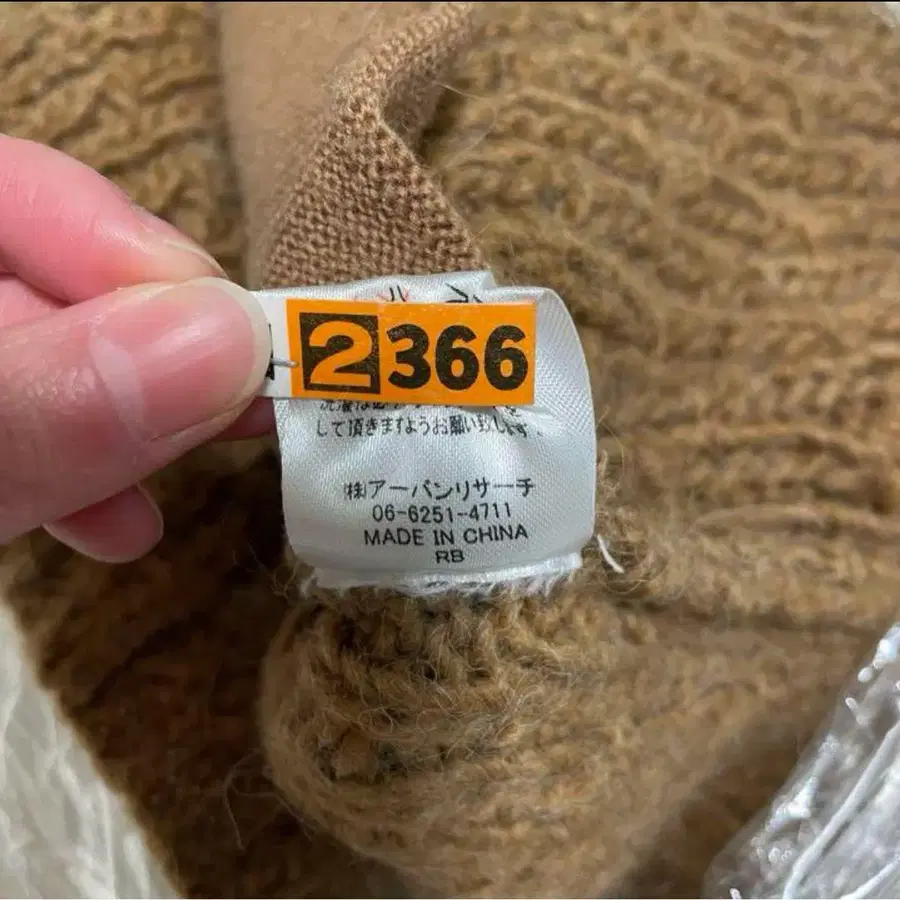 2366
して頂きますようお願い致します。
㈱アーバンリサーチ
06-6251-4711
MADE IN CHINA
RB